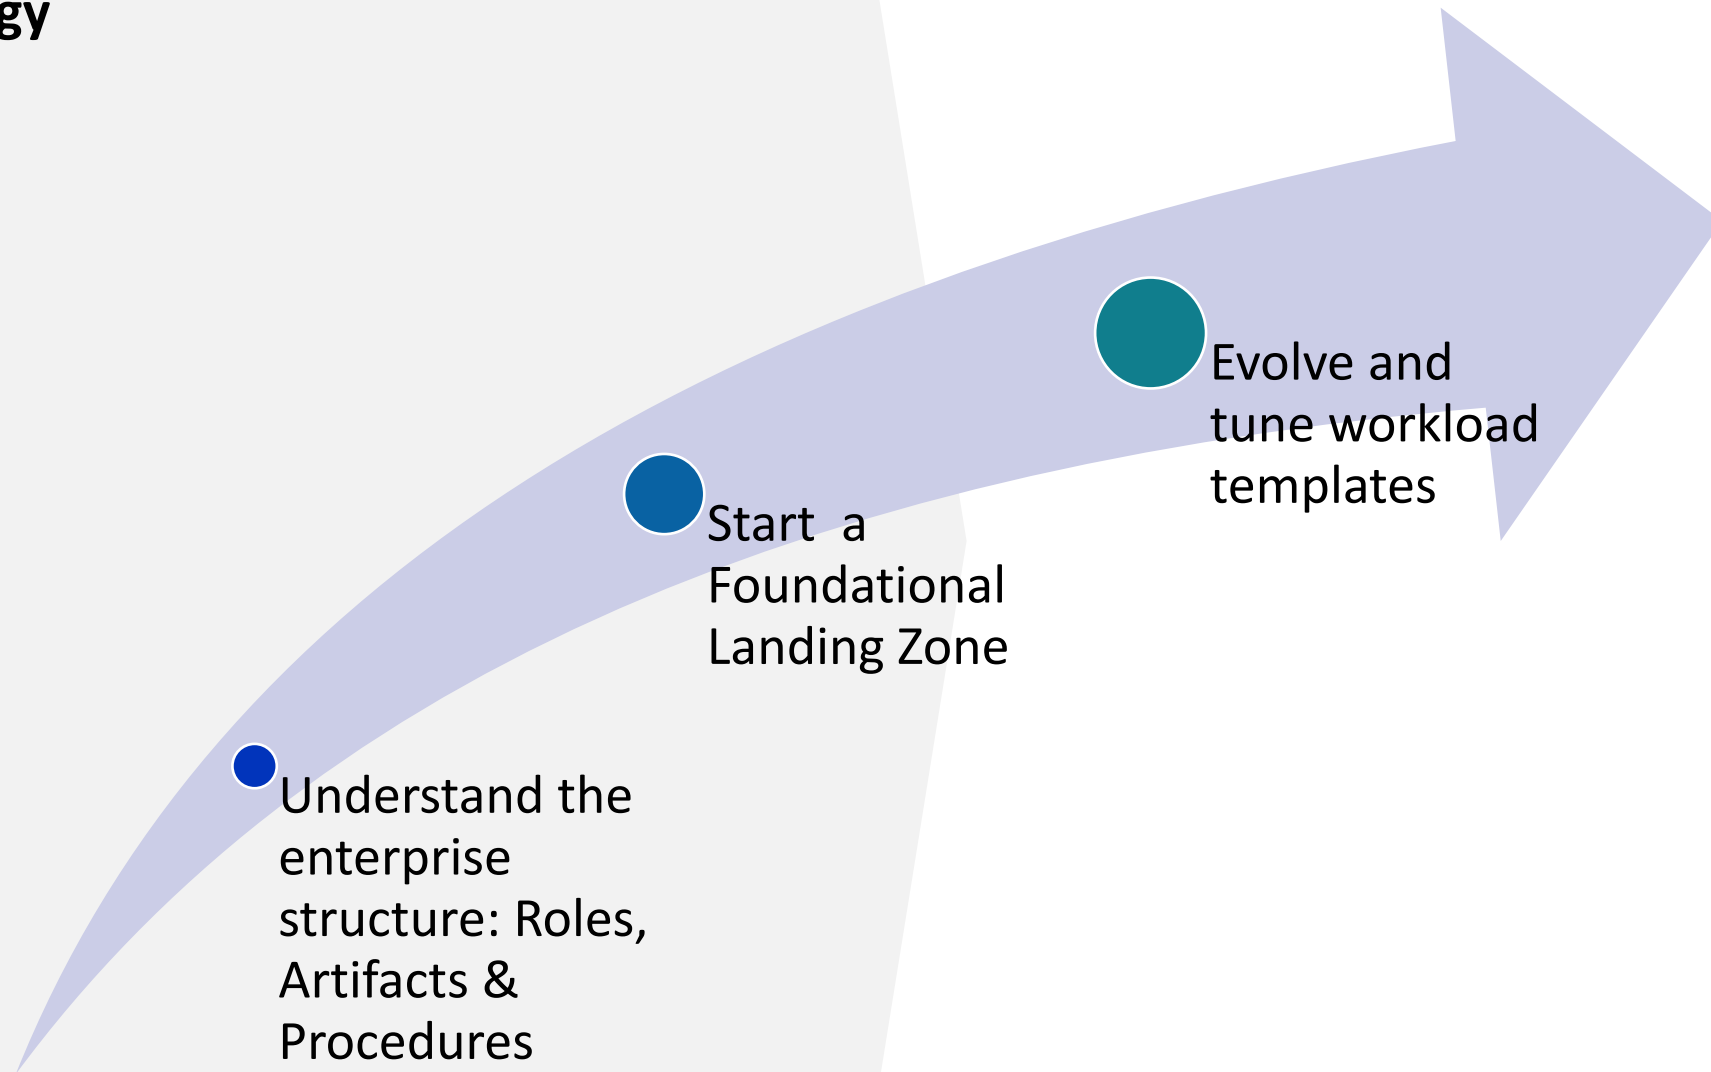 gy
Evolve and
tune workload
templates
Start  a
Foundational
Landing Zone
Understand the
enterprise
structure: Roles,
Artifacts &
Procedures